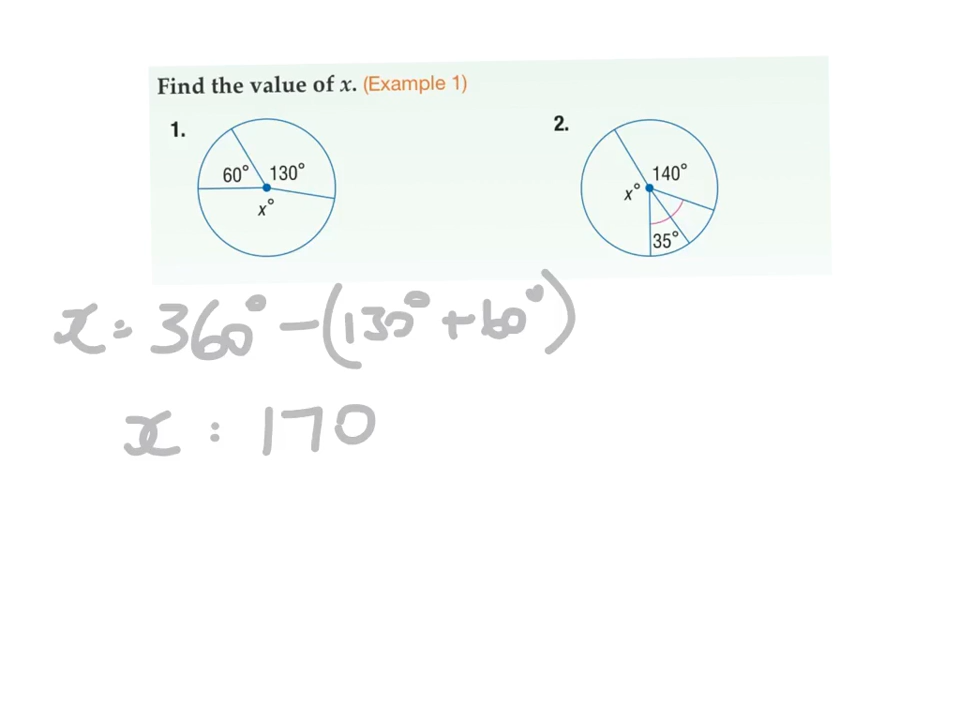 Find the value of x. (Example 1)
1.
60° 130°
x°
2.
140°
x°
35°
x = 360° - (130° + 60°)
x = 170